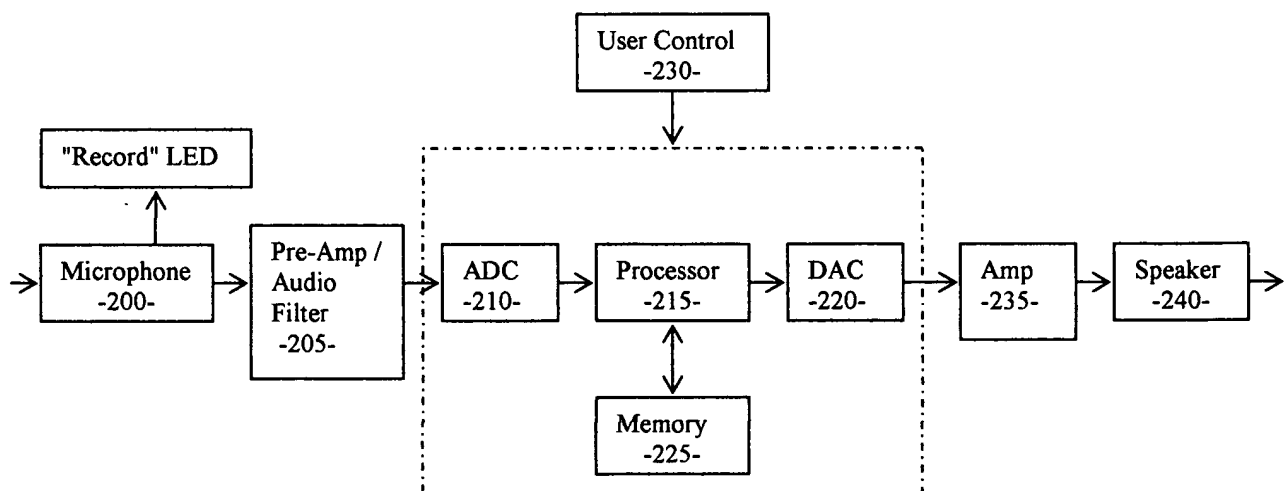 User Control
-230-
"Record" LED
Microphone
-200-
Pre-Amp /
Audio
Filter
-205-
ADC
-210-
Processor
-215-
DAC
-220-
Amp
-235-
Speaker
-240-
Memory
-225-